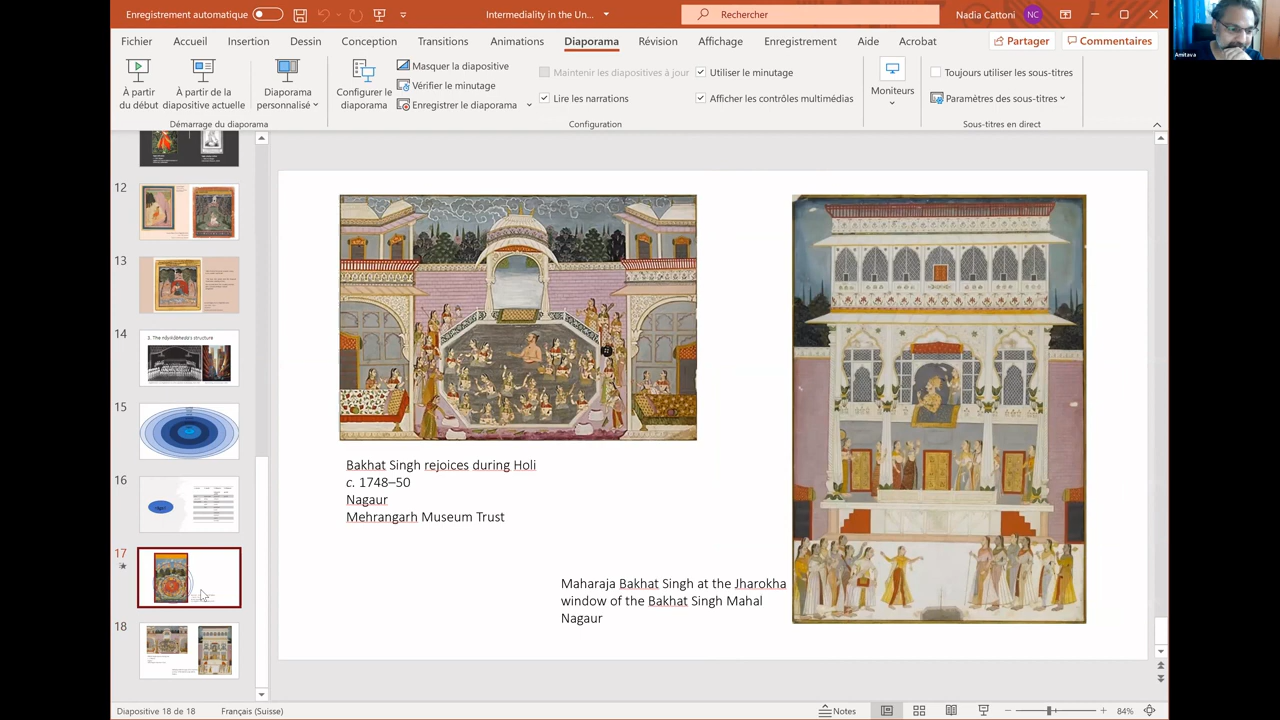 Enregistrement automatique
Intermediality in the Un...
Rechercher
Nadia Cattoni
NC
Fichier
Accueil
Insertion
Dessin
Conception
Transitions
Animations
Diaporama
Révision
Affichage
Enregistrement
Aide
Acrobat
Partager
Commentaires
À partir
du début
À partir de la
diapositive actuelle
Diaporama
personnalisé
Configurer le
diaporama
Masquer la diapositive
Vérifier le minutage
Enregistrer le diaporama
Maintenir les diapositives à jour
Lire les narrations
Utiliser le minutage
Afficher les contrôles multimédias
Moniteurs
Toujours utiliser les sous-titres
Paramètres des sous-titres
Démarrage du diaporama
Configuration
Sous-titres en direct
Amitava
12
13
14
3. The nāyikābheda's structure
15
16
17
18
Bakhat Singh rejoices during Holi
c. 1748–50
Nagaur
Mehrangarh Museum Trust
Maharaja Bakhat Singh at the Jharokha
window of the Bakhat Singh Mahal
Nagaur
Diapositive 18 de 18
Français (Suisse)
Notes
84%